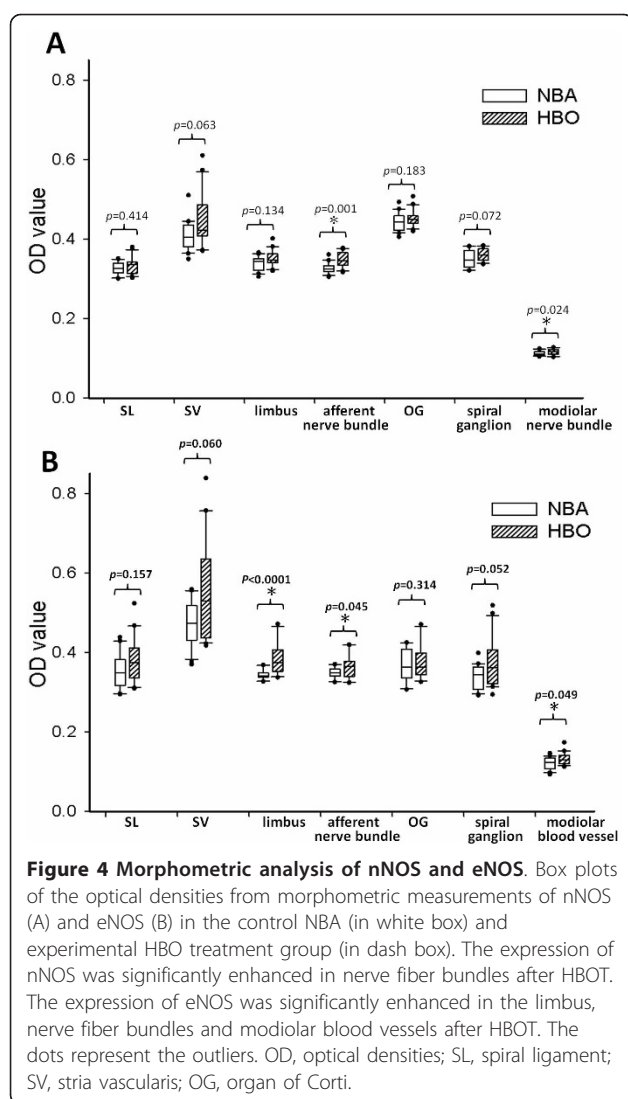 A
0.8
NBA
HBO
p=0.063
0.6
p=0.183
p=0.414
p=0.134
p=0.001
*
p=0.072
OD value
0.4
p=0.024
*
0.2
0.0
SL SV limbus afferent nerve bundle OG spiral ganglion modiolar nerve bundle
B
p=0.060
0.8
NBA
HBO
p=0.157
0.6
P<0.0001
*
p=0.045
*
p=0.314
p=0.052
OD value
0.4
p=0.049
*
0.2
0.0
SL SV limbus afferent nerve bundle OG spiral ganglion modiolar blood vessel
Figure 4 Morphometric analysis of nNOS and eNOS. Box plots
of the optical densities from morphometric measurements of nNOS
(A) and eNOS (B) in the control NBA (in white box) and
experimental HBO treatment group (in dash box). The expression of
nNOS was significantly enhanced in nerve fiber bundles after HBOT.
The expression of eNOS was significantly enhanced in the limbus,
nerve fiber bundles and modiolar blood vessels after HBOT. The
dots represent the outliers. OD, optical densities; SL, spiral ligament;
SV, stria vascularis; OG, organ of Corti.